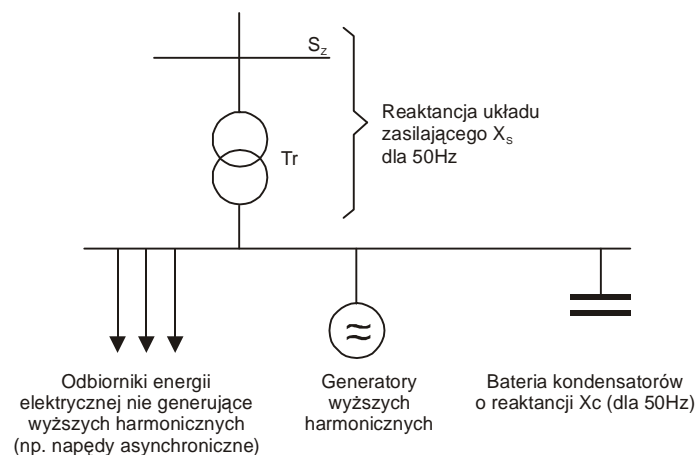 S_z
Reaktancja układu
zasilającego X_s
dla 50Hz
Tr
≈
Odbiorniki energii
elektrycznej nie generujące
wyższych harmonicznych
(np. napędy asynchroniczne)
Generatory
wyższych
harmonicznych
Bateria kondensatorów
o reaktancji Xc (dla 50Hz)